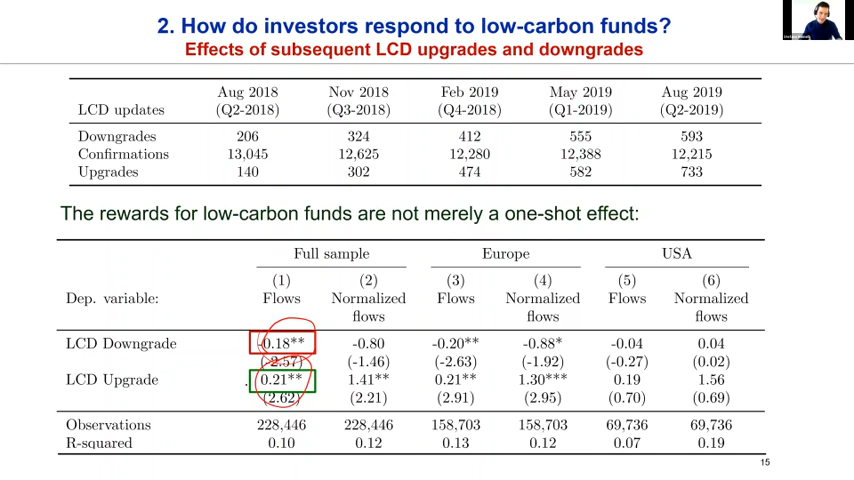 2. How do investors respond to low-carbon funds?
Effects of subsequent LCD upgrades and downgrades
Aug 2018 Nov 2018 Feb 2019 May 2019 Aug 2019
LCD updates (Q2-2018) (Q3-2018) (Q4-2018) (Q1-2019) (Q2-2019)
Downgrades 206 324 412 555 593
Confirmations 13,045 12,625 12,280 12,388 12,215
Upgrades 140 302 474 582 733
The rewards for low-carbon funds are not merely a one-shot effect:
Full sample Europe USA
(1) (2) (3) (4) (5) (6)
Dep. variable: Flows Normalized Flows Normalized Flows Normalized
flows flows flows
LCD Downgrade -0.18** -0.80 -0.20** -0.88* -0.04 0.04
(-2.57) (-1.46) (-2.63) (-1.92) (-0.27) (0.02)
LCD Upgrade 0.21** 1.41** 0.21** 1.30*** 0.19 1.56
(2.62) (2.21) (2.91) (2.95) (0.70) (0.69)
Observations 228,446 228,446 158,703 158,703 69,736 69,736
R-squared 0.10 0.12 0.13 0.12 0.07 0.19
15